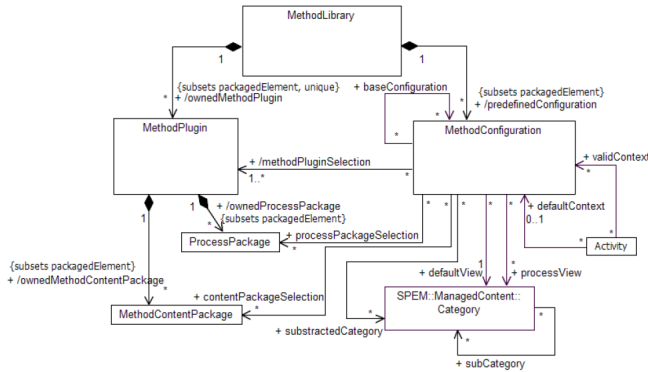 MethodLibrary
1
1
{subsets packagedElement, unique}
* + /ownedMethodPlugin
+ baseConfiguration
*
*
{subsets packagedElement}
* + /predefinedConfiguration
MethodPlugin
MethodConfiguration
+ /methodPluginSelection
1..*
*
+ validContext
*
1
1
+ /ownedProcessPackage
* {subsets packagedElement}
* * * * *
+ defaultContext
0..1
*
*
Activity
ProcessPackage
+ processPackageSelection
*
{subsets packagedElement}
+ /ownedMethodContentPackage
*
+ defaultView
1
*
+ processView
+ contentPackageSelection
*
MethodContentPackage
SPEM::ManagedContent::
Category
*
*
*
+ substractedCategory
+ subCategory